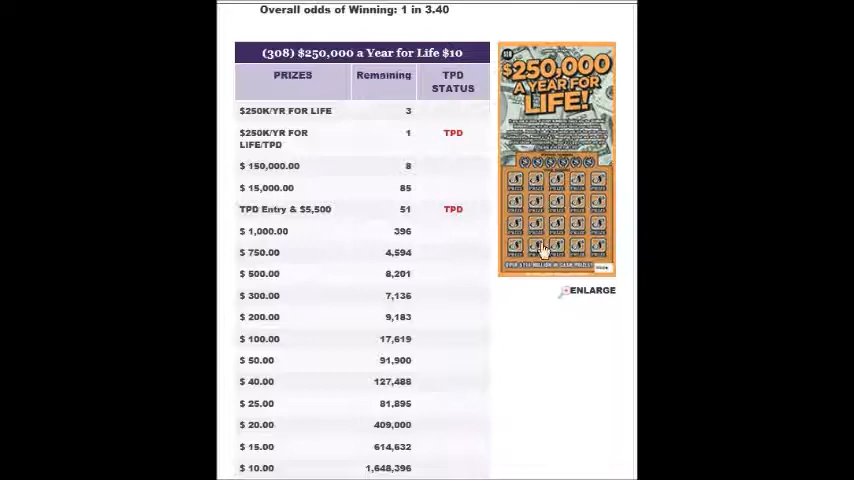 Overall odds of Winning: 1 in 3.40
(308) $250,000 a Year for Life $10
PRIZES Remaining TPD STATUS
$250K/YR FOR LIFE 3
$250K/YR FOR LIFE/TPD 1 TPD
$ 150,000.00 8
$ 15,000.00 85
TPD Entry & $5,500 51 TPD
$ 1,000.00 396
$ 750.00 4,594
$ 500.00 8,201
$ 300.00 7,136
$ 200.00 9,183
$ 100.00 17,619
$ 50.00 91,900
$ 40.00 127,488
$ 25.00 81,895
$ 20.00 409,000
$ 15.00 614,632
$ 10.00 1,648,396
$10
$250,000
A YEAR FOR
LIFE!
ENLARGE